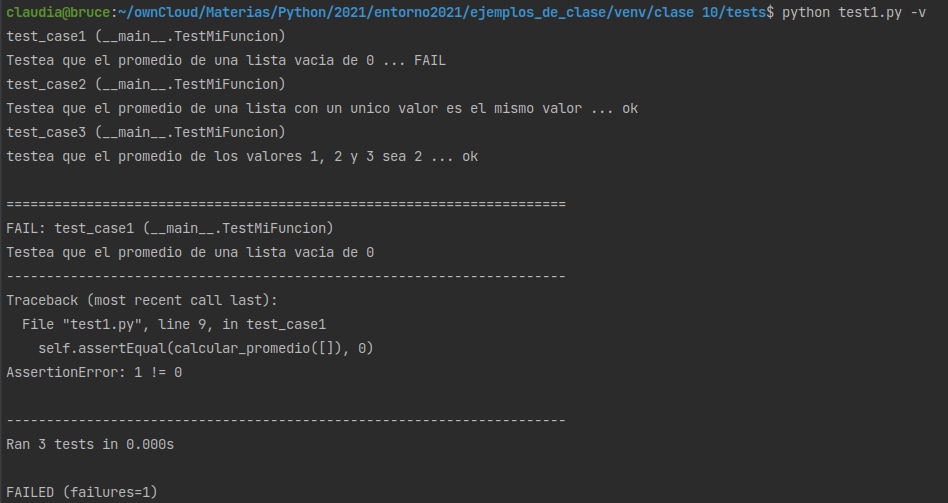 claudia@bruce:~/ownCloud/Materias/Python/2021/entorno2021/ejemplos_de_clase/venv/clase 10/tests$ python test1.py -v
test_case1 (__main__.TestMiFuncion)
Testea que el promedio de una lista vacia de 0 ... FAIL
test_case2 (__main__.TestMiFuncion)
Testea que el promedio de una lista con un unico valor es el mismo valor ... ok
test_case3 (__main__.TestMiFuncion)
testea que el promedio de los valores 1, 2 y 3 sea 2 ... ok

======================================================================
FAIL: test_case1 (__main__.TestMiFuncion)
Testea que el promedio de una lista vacia de 0
----------------------------------------------------------------------
Traceback (most recent call last):
  File "test1.py", line 9, in test_case1
    self.assertEqual(calcular_promedio([]), 0)
AssertionError: 1 != 0

----------------------------------------------------------------------
Ran 3 tests in 0.000s

FAILED (failures=1)